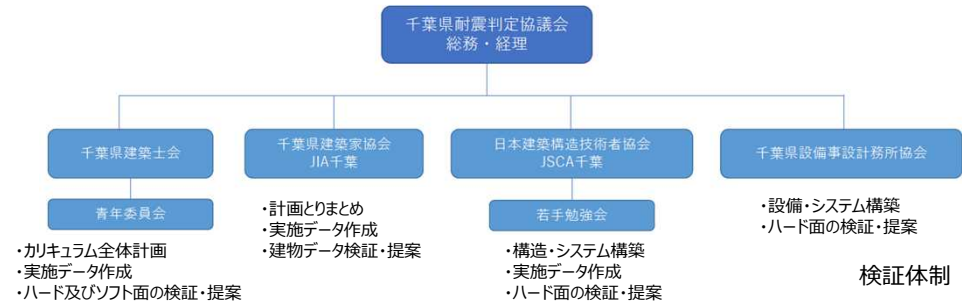 千葉県耐震判定協議会
総務・経理
千葉県建築士会
千葉県建築家協会
JIA千葉
日本建築構造技術者協会
JSCA千葉
千葉県設備事設計務所協会
青年委員会
若手勉強会
・カリキュラム全体計画
・実施データ作成
・ハード及びソフト面の検証・提案
・計画とりまとめ
・実施データ作成
・建物データ検証・提案
・構造・システム構築
・実施データ作成
・ハード面の検証・提案
・設備・システム構築
・ハード面の検証・提案
検証体制